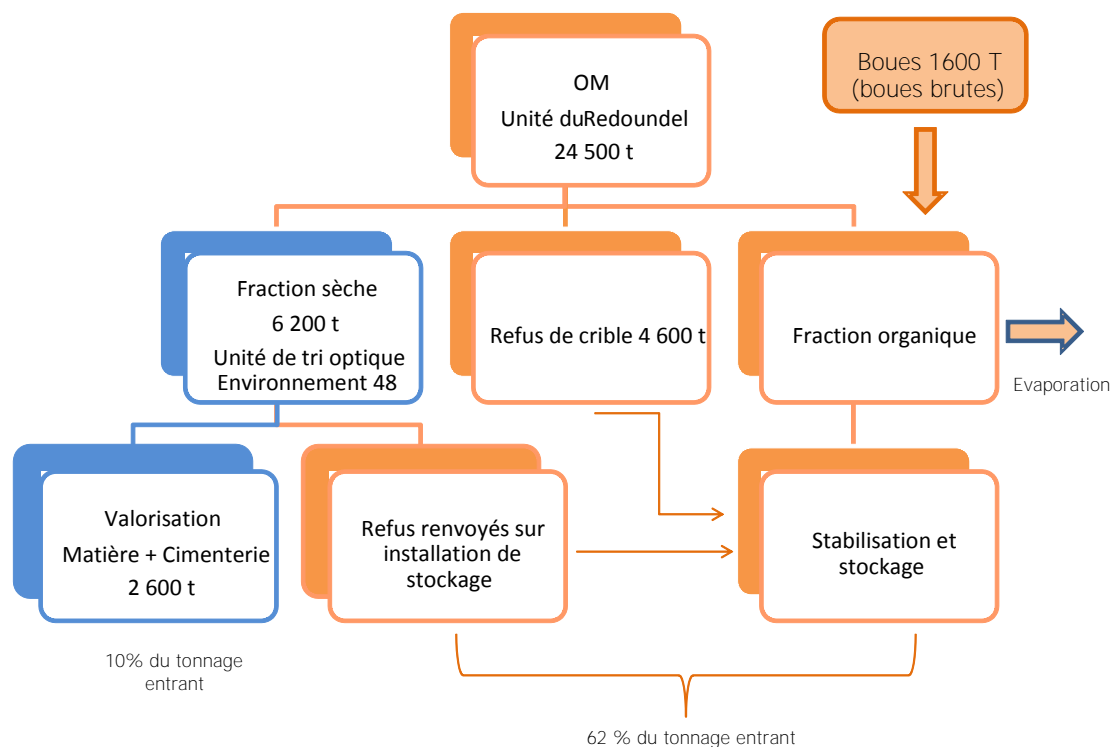 OM
Unité duRedoundel
24 500 t
Boues 1600 T
(boues brutes)
Fraction sèche
6 200 t
Unité de tri optique
Environnement 48
Refus de crible 4 600 t
Fraction organique
Evaporation
Valorisation
Matière + Cimenterie
2 600 t
Refus renvoyés sur
installation de
stockage
Stabilisation et
stockage
10% du tonnage
entrant
62 % du tonnage entrant